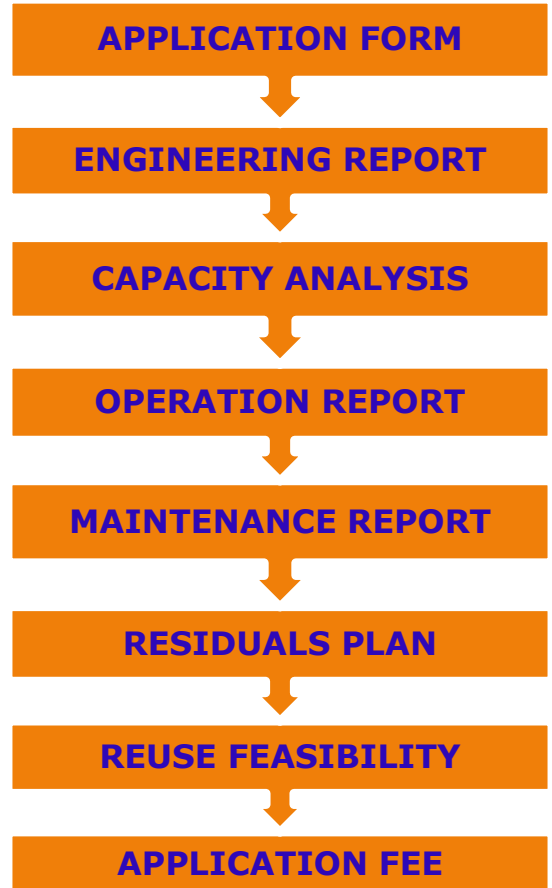 APPLICATION FORM
ENGINEERING REPORT
CAPACITY ANALYSIS
OPERATION REPORT
MAINTENANCE REPORT
RESIDUALS PLAN
REUSE FEASIBILITY
APPLICATION FEE